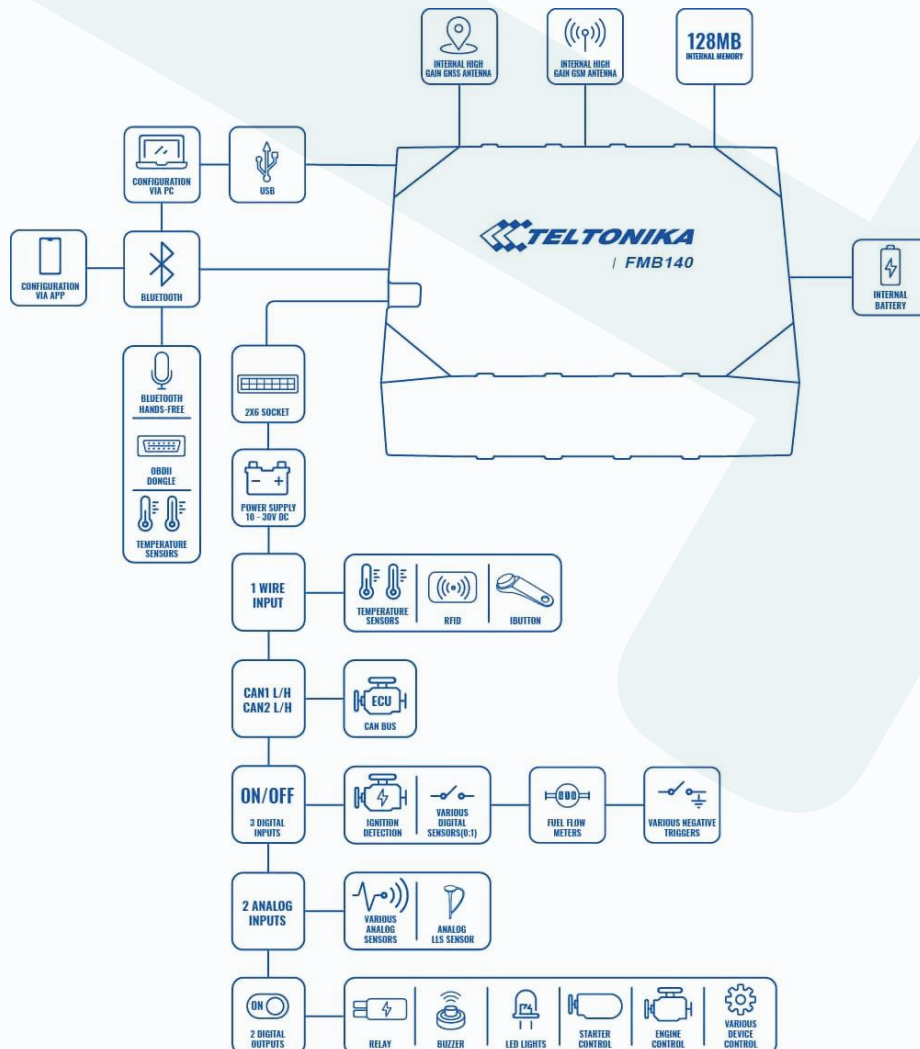 INTERNAL HIGH
GAIN GNSS ANTENNA
INTERNAL HIGH
GAIN GSM ANTENNA
128MB
INTERNAL MEMORY
CONFIGURATION
VIA PC
USB
TELTONIKA
FMB140
CONFIGURATION
VIA APP
BLUETOOTH
INTERNAL
BATTERY
BLUETOOTH
HANDS-FREE
OBDII
DONGLE
TEMPERATURE
SENSORS
2X6 SOCKET
- +
POWER SUPPLY
10 - 30V DC
1 WIRE
INPUT
TEMPERATURE
SENSORS
RFID
IBUTTON
CAN1 L/H
CAN2 L/H
ECU
CAN BUS
ON/OFF
3 DIGITAL
INPUTS
IGNITION
DETECTION
VARIOUS
DIGITAL
SENSORS(0:1)
FUEL FLOW
METERS
VARIOUS NEGATIVE
TRIGGERS
2 ANALOG
INPUTS
VARIOUS
ANALOG
SENSORS
ANALOG
LLS SENSOR
ON
2 DIGITAL
OUTPUTS
RELAY
BUZZER
LED LIGHTS
STARTER
CONTROL
ENGINE
CONTROL
VARIOUS
DEVICE
CONTROL